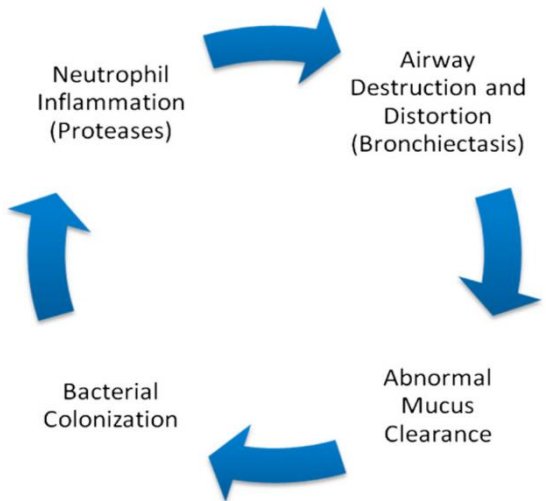 Neutrophil
Inflammation
(Proteases)
Airway
Destruction and
Distortion
(Bronchiectasis)
Abnormal
Mucus
Clearance
Bacterial
Colonization